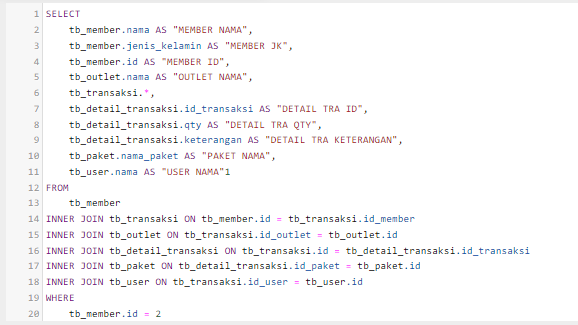 1 SELECT
2 tb_member.nama AS "MEMBER NAMA",
3 tb_member.jenis_kelamin AS "MEMBER JK",
4 tb_member.id AS "MEMBER ID",
5 tb_outlet.nama AS "OUTLET NAMA",
6 tb_transaksi.*,
7 tb_detail_transaksi.id_transaksi AS "DETAIL TRA ID",
8 tb_detail_transaksi.qty AS "DETAIL TRA QTY",
9 tb_detail_transaksi.keterangan AS "DETAIL TRA KETERANGAN",
10 tb_paket.nama_paket AS "PAKET NAMA",
11 tb_user.nama AS "USER NAMA"1
12 FROM
13 tb_member
14 INNER JOIN tb_transaksi ON tb_member.id = tb_transaksi.id_member
15 INNER JOIN tb_outlet ON tb_transaksi.id_outlet = tb_outlet.id
16 INNER JOIN tb_detail_transaksi ON tb_transaksi.id = tb_detail_transaksi.id_transaksi
17 INNER JOIN tb_paket ON tb_detail_transaksi.id_paket = tb_paket.id
18 INNER JOIN tb_user ON tb_transaksi.id_user = tb_user.id
19 WHERE
20 tb_member.id = 2